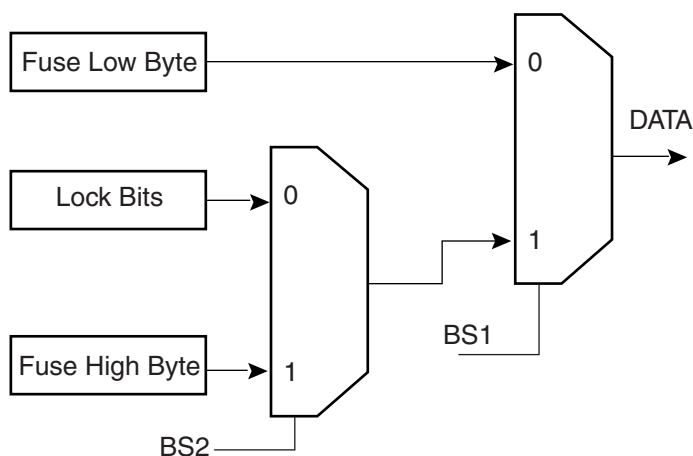 Fuse Low Byte
0
DATA
Lock Bits
0
1
BS1
Fuse High Byte
1
BS2